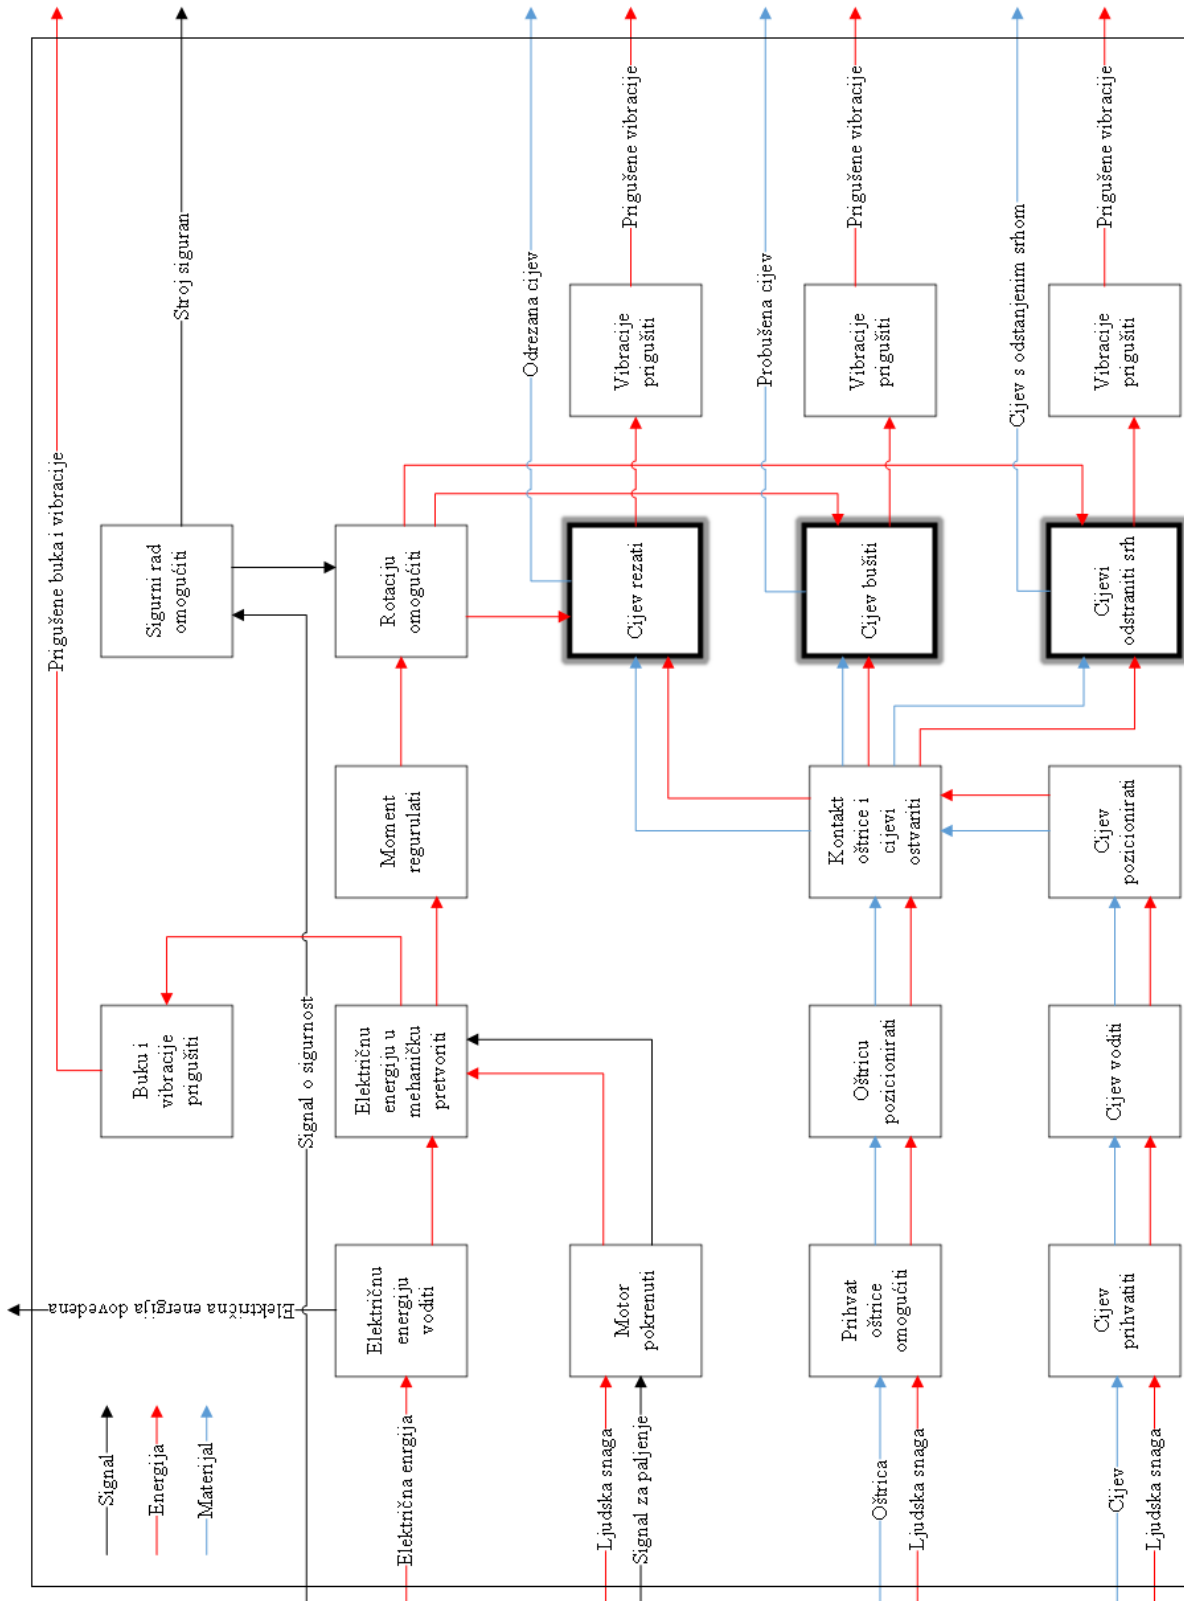 Signal
Energija
Materijal
Prigušene buka i vibracije
Buku i
vibracije
prigušiti
Signal o sigurnost
Sigurni rad
omogućiti
Stroj siguran
Električna energija dovedena
Električna enrgija
Električnu
energiju
voditi
Električnu
energiju u
mehaničku
pretvoriti
Moment
regurulati
Rotaciju
omogućiti
Ljudska snaga
Signal za paljenje
Motor
pokrenuti
Odrezana cijev
Cijev rezati
Vibracije
prigušiti
Prigušene vibracije
Oštrica
Ljudska snaga
Prihvat
oštrice
omogućiti
Oštricu
pozicionirati
Kontakt
oštrice i
cijevi
ostvariti
Probušena cijev
Cijev bušiti
Vibracije
prigušiti
Prigušene vibracije
Cijev
Ljudska snaga
Cijev
prihvatiti
Cijev voditi
Cijev
pozicionirati
Cijev s odstanjenim srhom
Cijevi
odstraniti srh
Vibracije
prigušiti
Prigušene vibracije